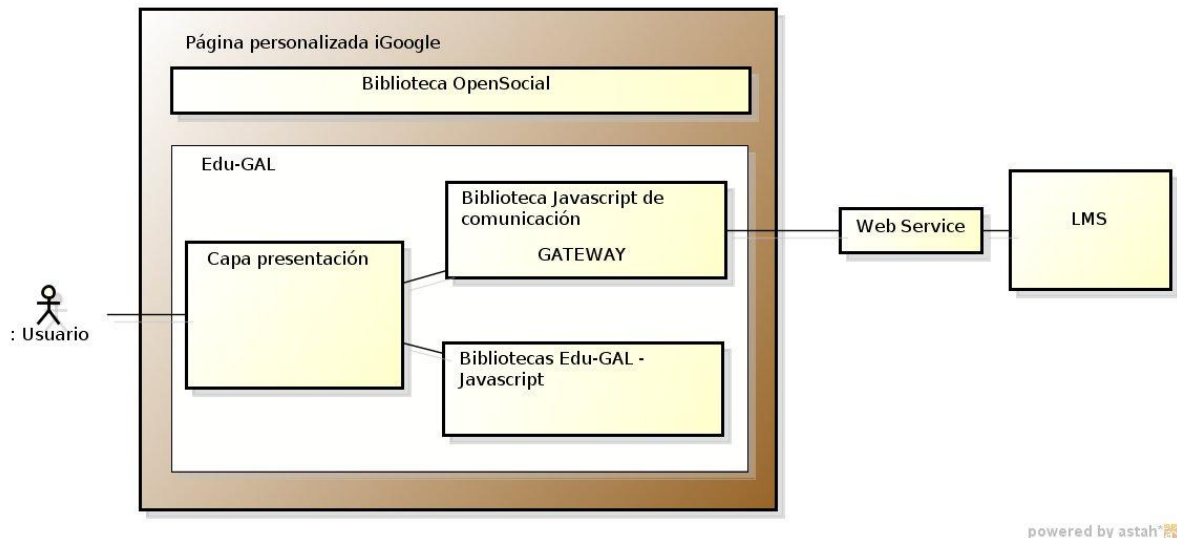 Página personalizada iGoogle
Biblioteca OpenSocial
Edu-GAL
Biblioteca Javascript de
comunicación
GATEWAY
Capa presentación
Web Service
LMS
: Usuario
Bibliotecas Edu-GAL -
Javascript
powered by astah*